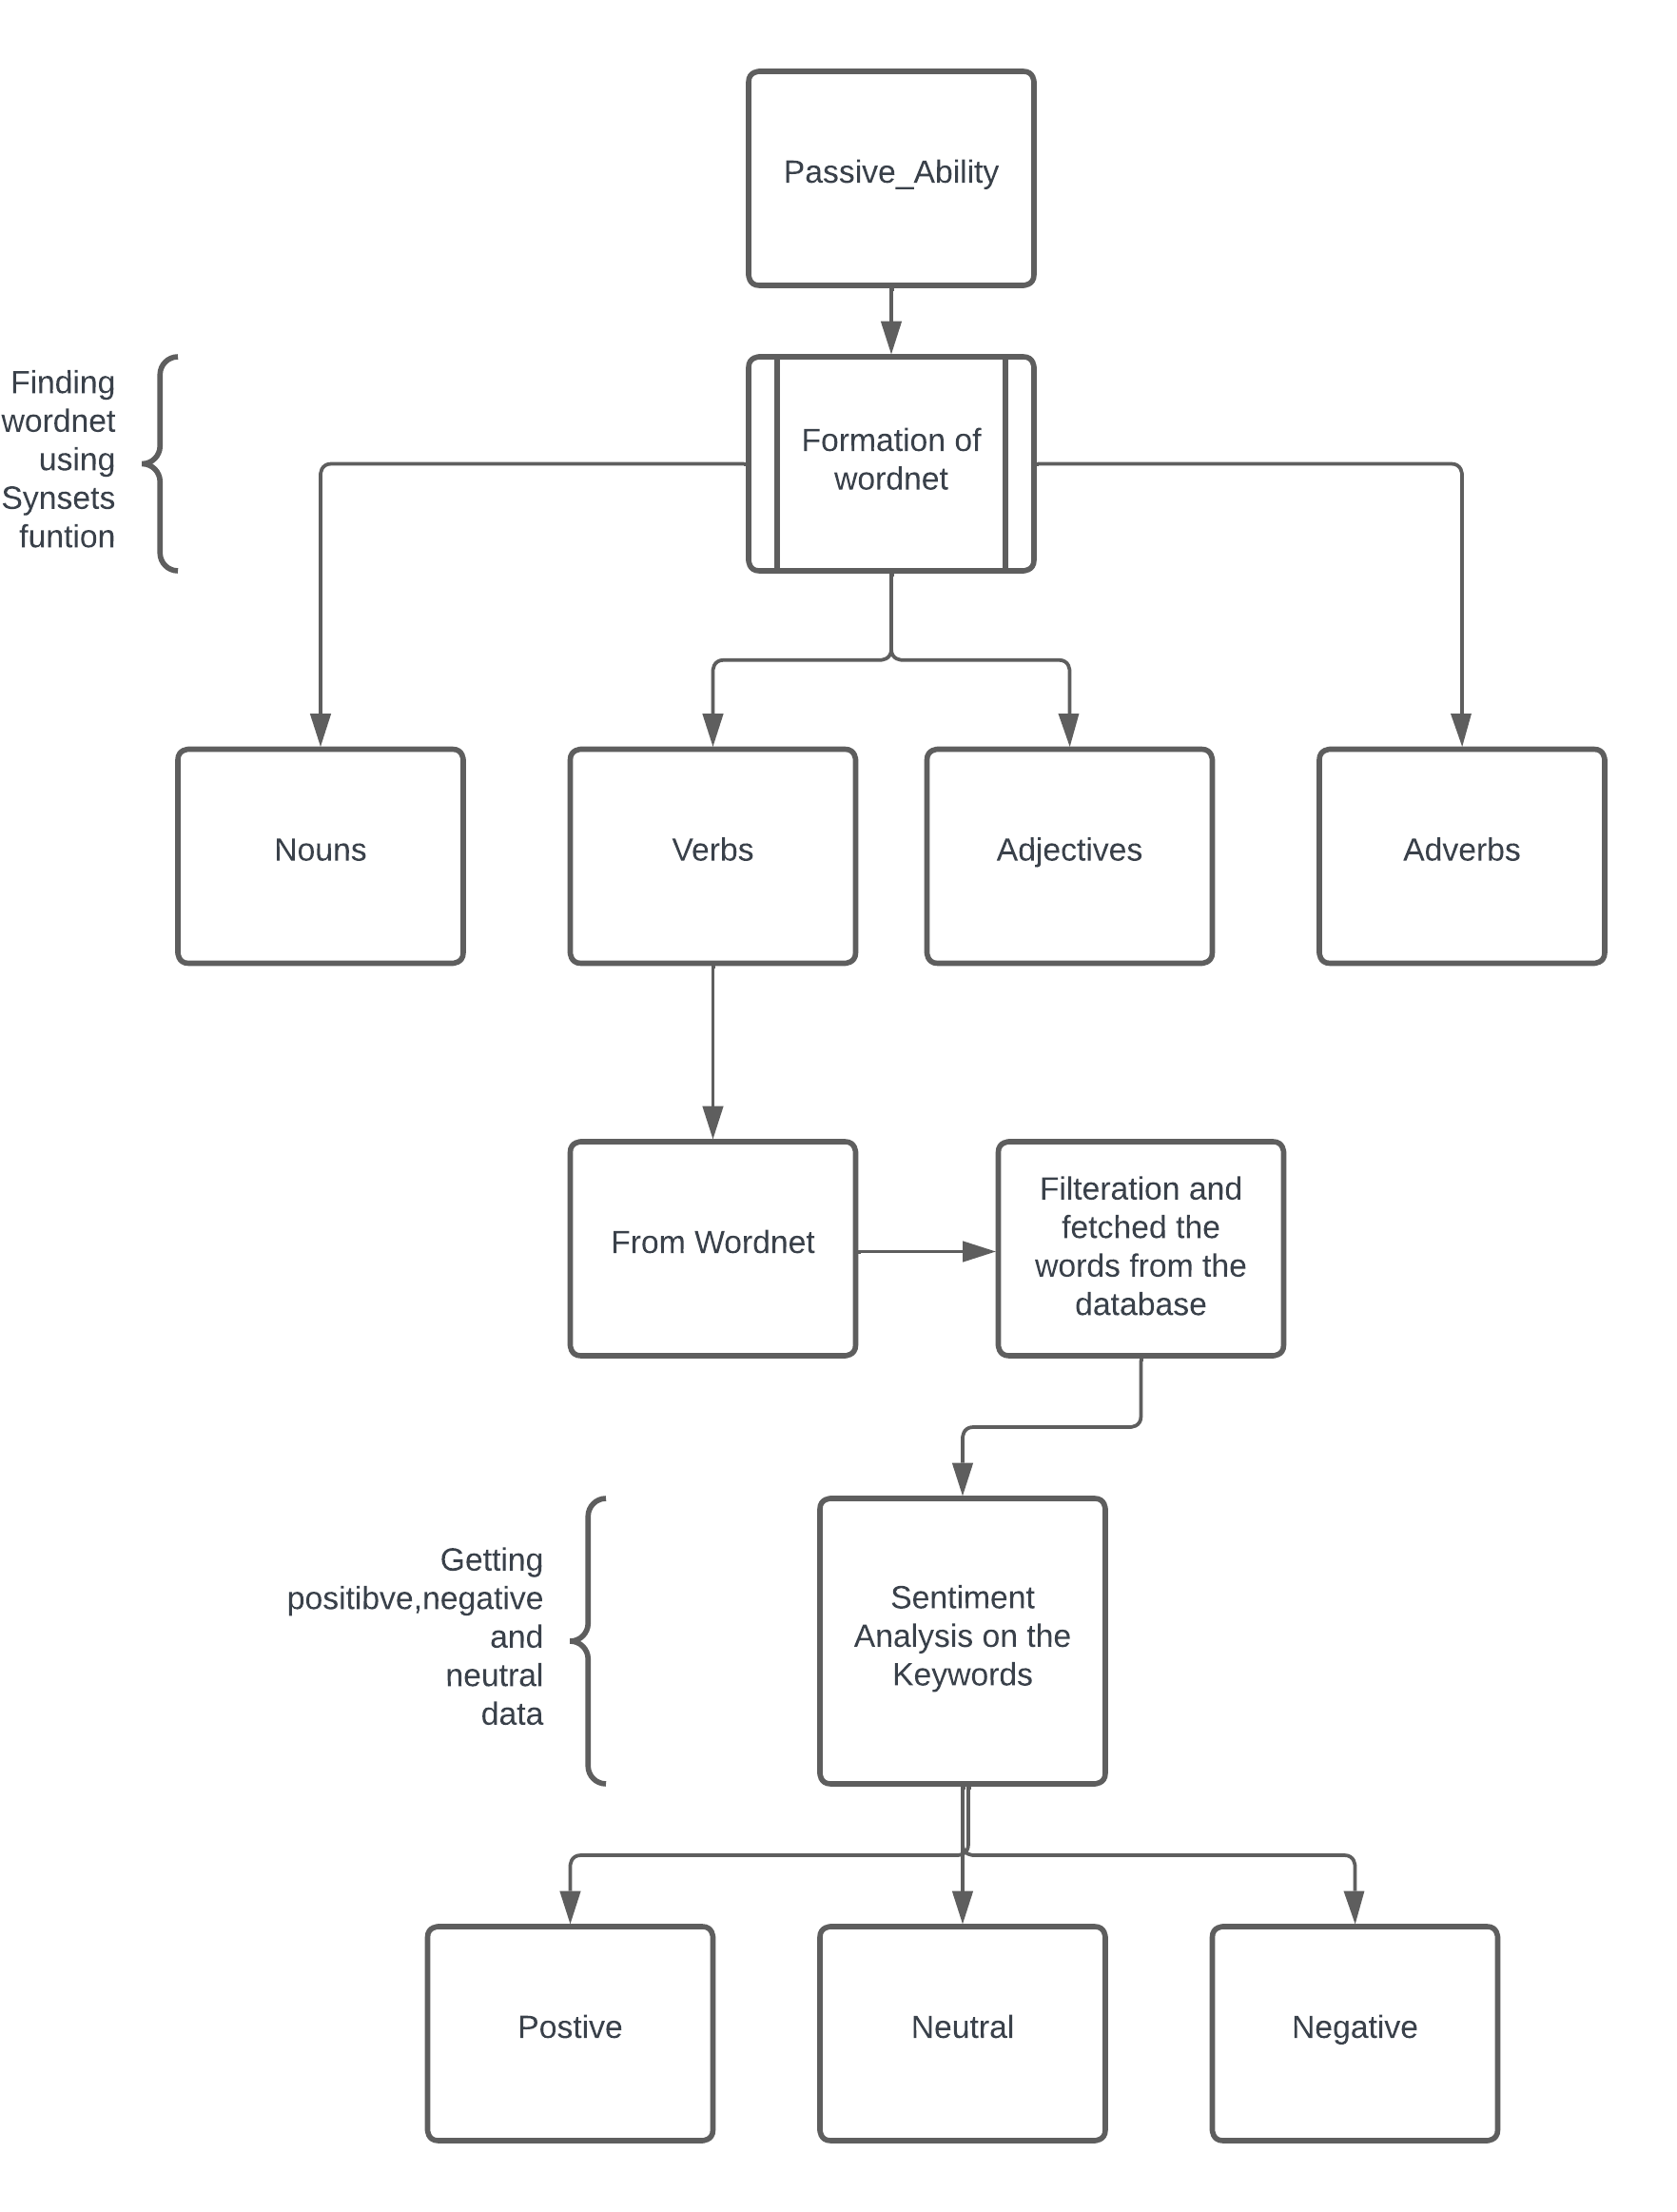 Passive_Ability
Finding
wordnet
using
Synsets
funtion
Formation of
wordnet
Nouns
Verbs
Adjectives
Adverbs
From Wordnet
Filteration and
fetched the
words from the
database
Getting
positibve,negative
and
neutral
data
Sentiment
Analysis on the
Keywords
Postive
Neutral
Negative